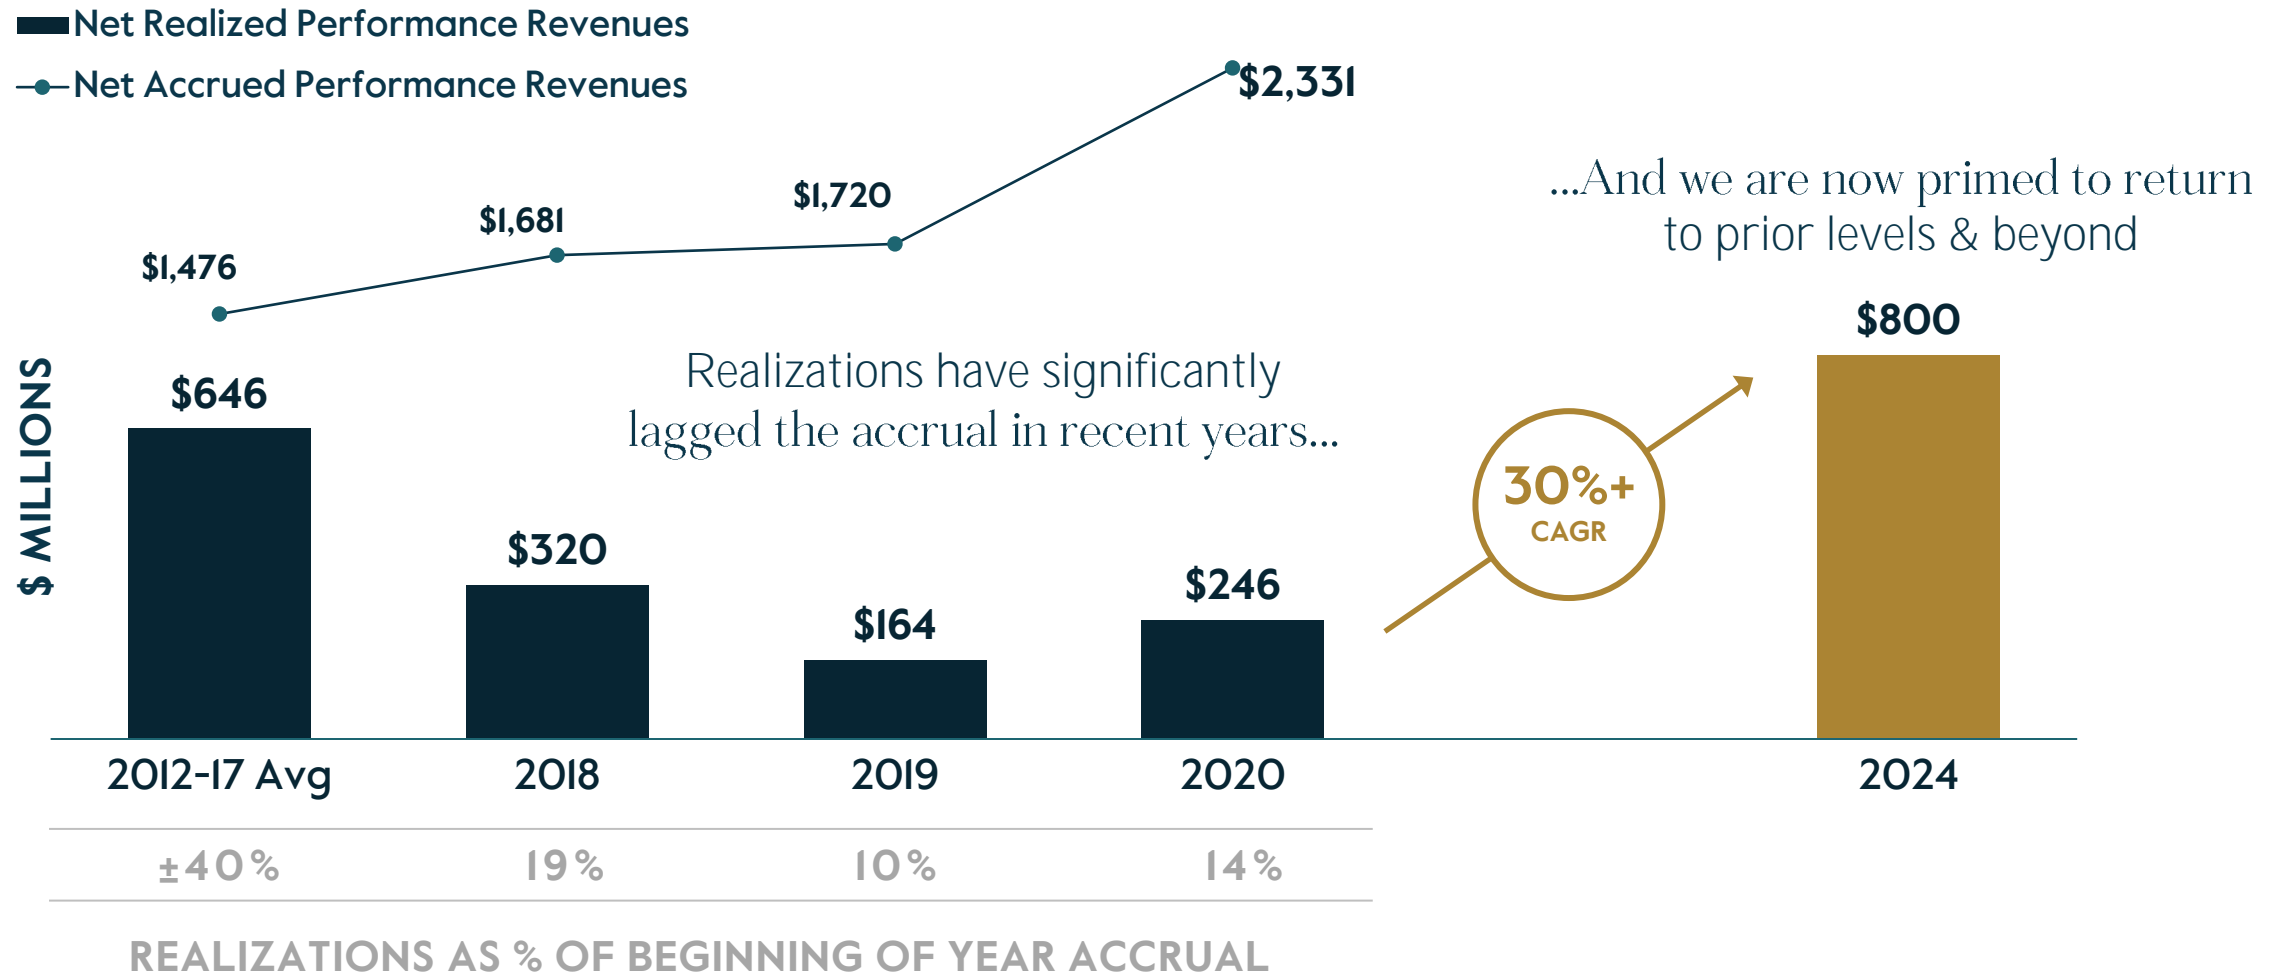 Net Realized Performance Revenues
Net Accrued Performance Revenues
$2,331
$1,720
$1,681
$1,476
...And we are now primed to return
to prior levels & beyond
$800
Realizations have significantly
lagged the accrual in recent years...
$ MILLIONS
$646
$320
$164
$246
30%+
CAGR
2012-17 Avg 2018 2019 2020 2024
±40% 19% 10% 14%
REALIZATIONS AS % OF BEGINNING OF YEAR ACCRUAL